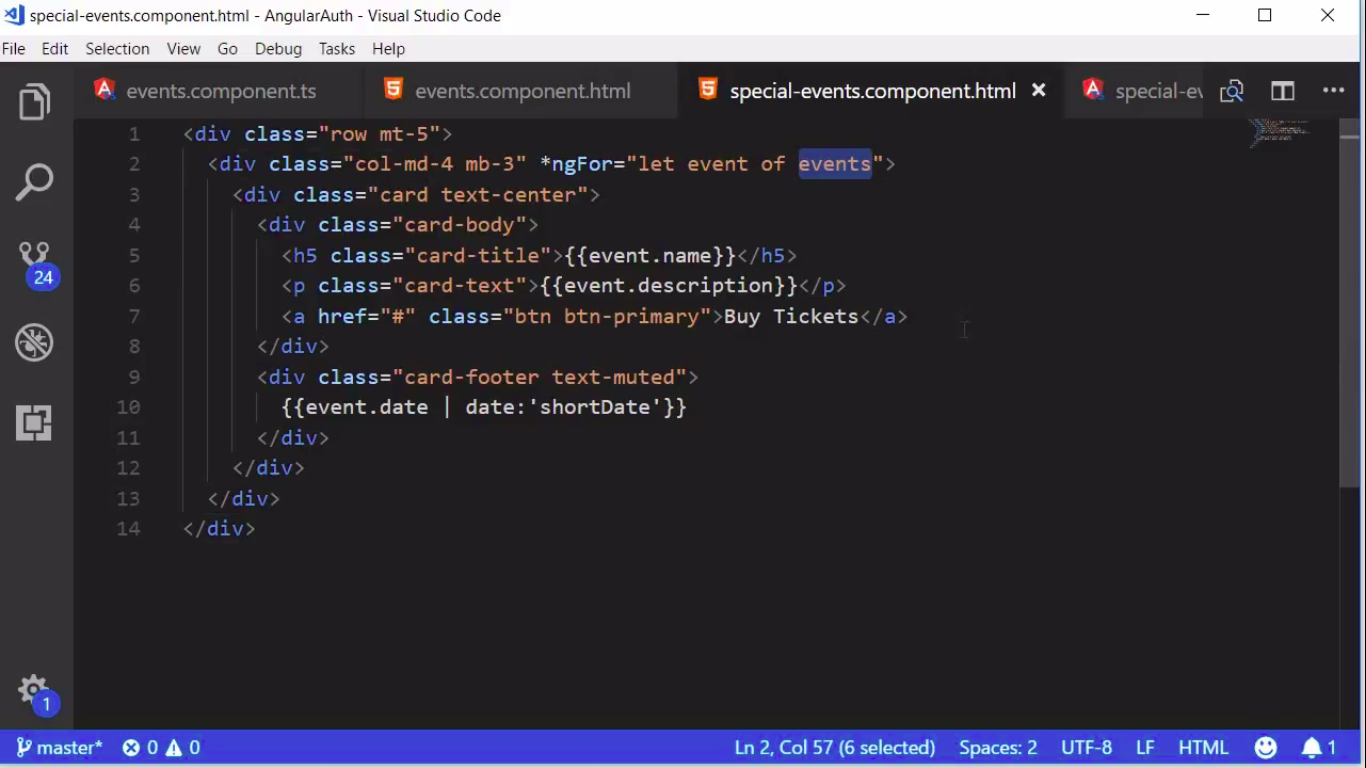 special-events.component.html - AngularAuth - Visual Studio Code
File Edit Selection View Go Debug Tasks Help
events.component.ts events.component.html special-events.component.html special-ev
1 <div class="row mt-5">
2 <div class="col-md-4 mb-3" *ngFor="let event of events">
3 <div class="card text-center">
4 <div class="card-body">
5 <h5 class="card-title">{{event.name}}</h5>
6 <p class="card-text">{{event.description}}</p>
7 <a href="#" class="btn btn-primary">Buy Tickets</a>
8 </div>
9 <div class="card-footer text-muted">
10 {{event.date | date:'shortDate'}}
11 </div>
12 </div>
13 </div>
14 </div>
24
1
master* 0 0 Ln 2, Col 57 (6 selected) Spaces: 2 UTF-8 LF HTML 1